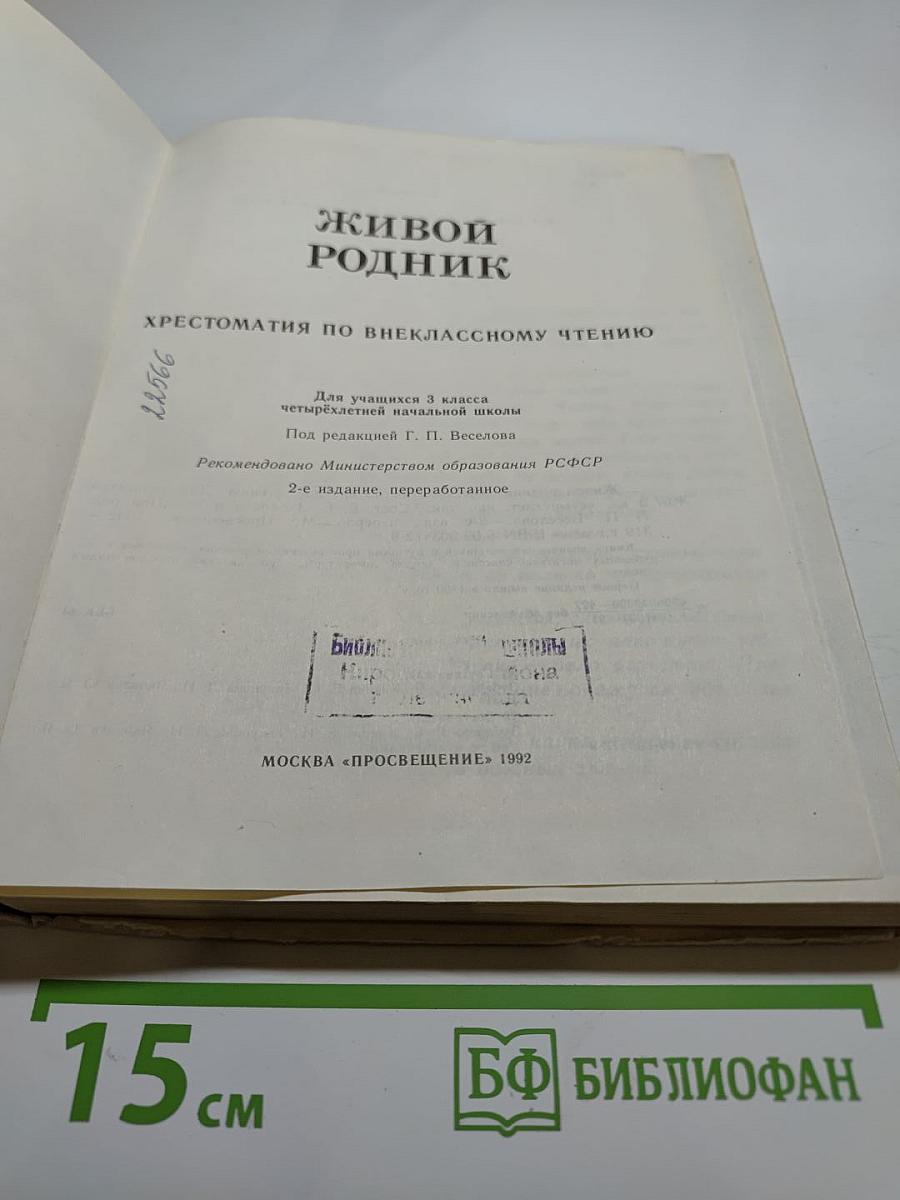 ЖИВОЙ
РОДНИК
ХРЕСТОМАТИЯ ПО ВНЕКЛАССНОМУ ЧТЕНИЮ
22566
Для учащихся 3 класса
четырёхлетней начальной школы
Под редакцией Г. П. Веселова
Рекомендовано Министерством образования РСФСР
2-е издание, переработанное
школы
МОСКВА «ПРОСВЕЩЕНИЕ» 1992
15 см
БФ БИБЛИОФАН